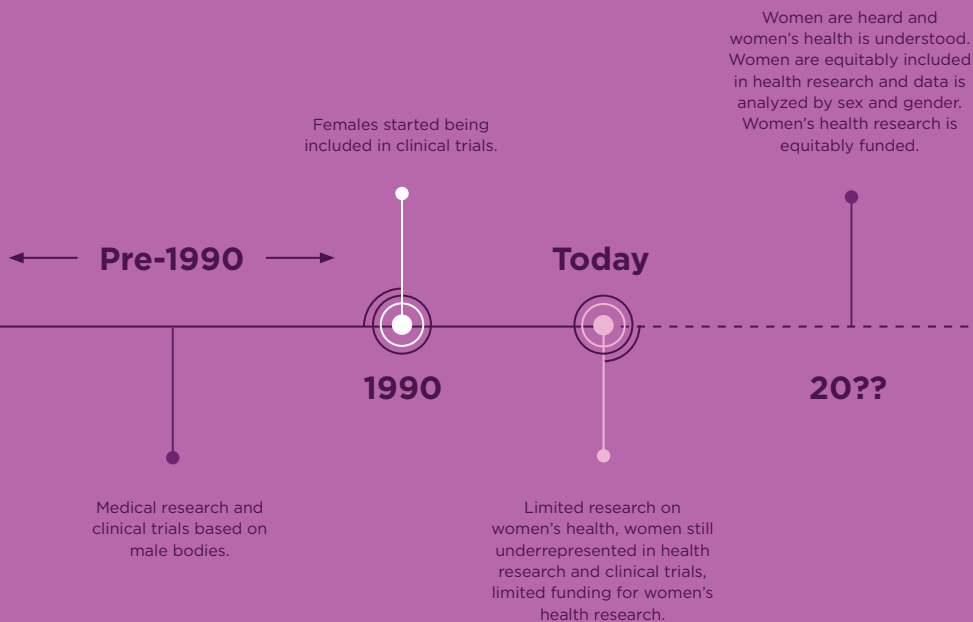 Women are heard and
women’s health is understood.
Women are equitably included
in health research and data is
analyzed by sex and gender.
Women’s health research is
equitably funded.
Females started being
included in clinical trials.
Pre-1990
Today
1990
20??
Medical research and
clinical trials based on
male bodies.
Limited research on
women’s health, women still
underrepresented in health
research and clinical trials,
limited funding for women’s
health research.